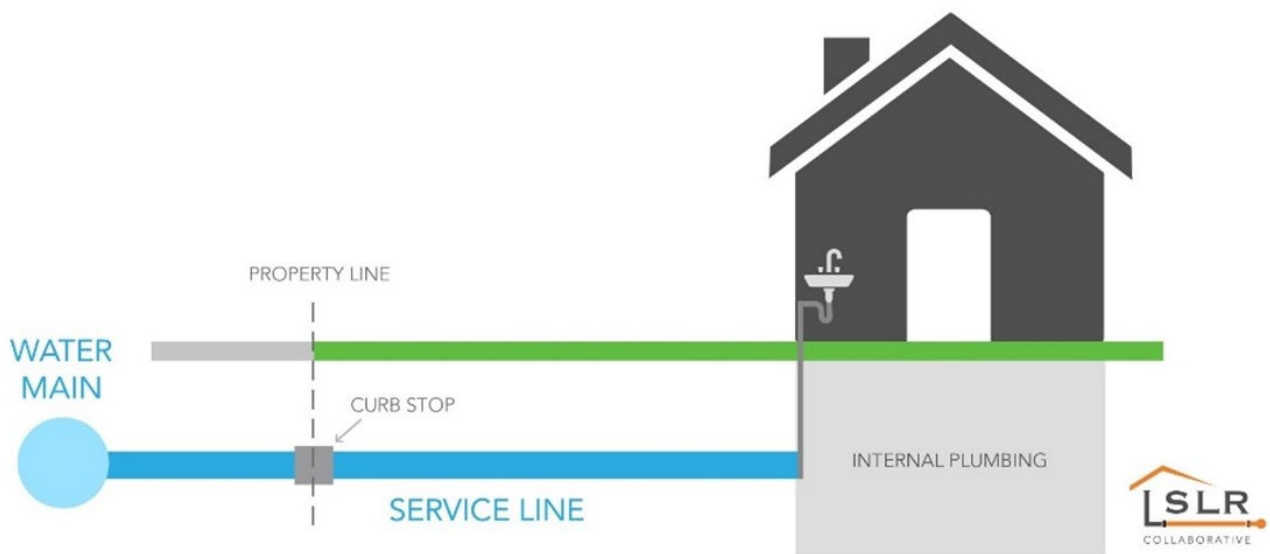 PROPERTY LINE
WATER
MAIN
CURB STOP
SERVICE LINE
INTERNAL PLUMBING
LSLR
COLLABORATIVE